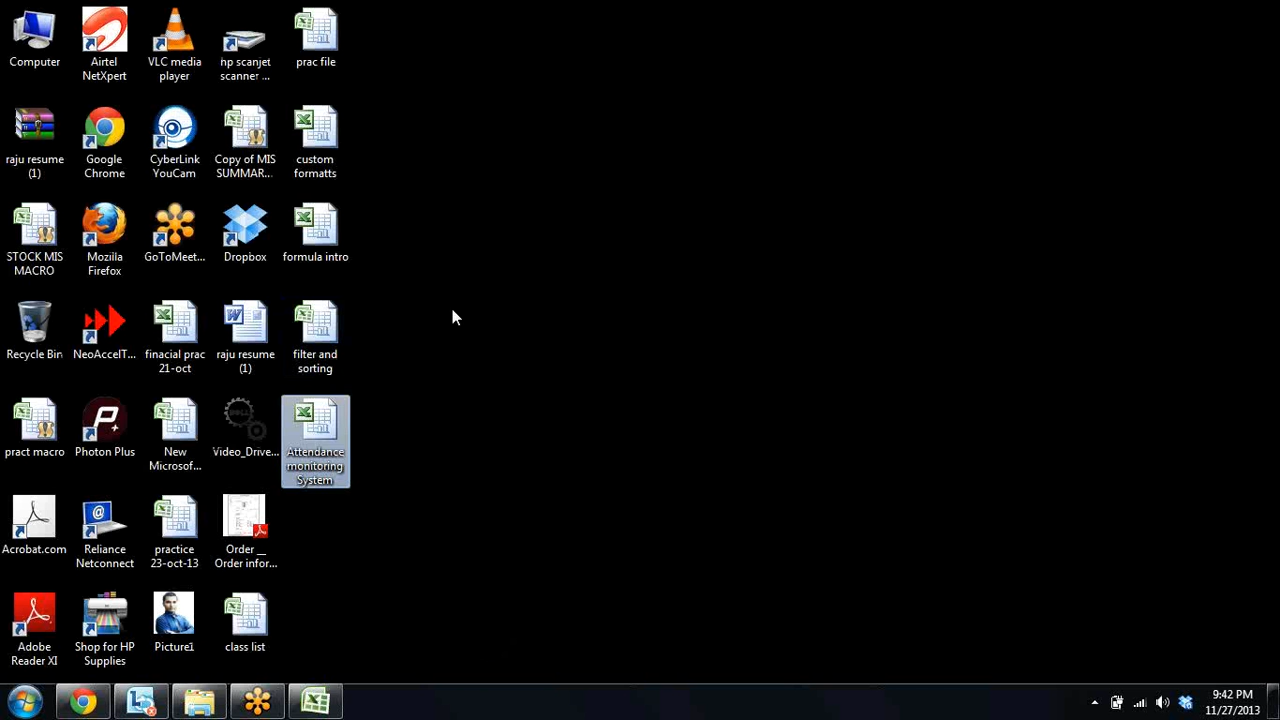 Computer
Airtel
NetXpert
VLC media
player
hp scanjet
scanner ...
prac file
raju resume
(1)
Google
Chrome
CyberLink
YouCam
Copy of MIS
SUMMAR...
custom
formatts
STOCK MIS
MACRO
Mozilla
Firefox
GoToMeet...
Dropbox
formula intro
Recycle Bin
NeoAccelT...
finacial prac
21-oct
raju resume
(1)
filter and
sorting
pract macro
Photon Plus
New
Microsof...
Video_Drive...
Attendance
monitoring
System
Acrobat.com
Reliance
Netconnect
practice
23-oct-13
Order __
Order infor...
Adobe
Reader XI
Shop for HP
Supplies
Picture1
class list
9:42 PM
11/27/2013